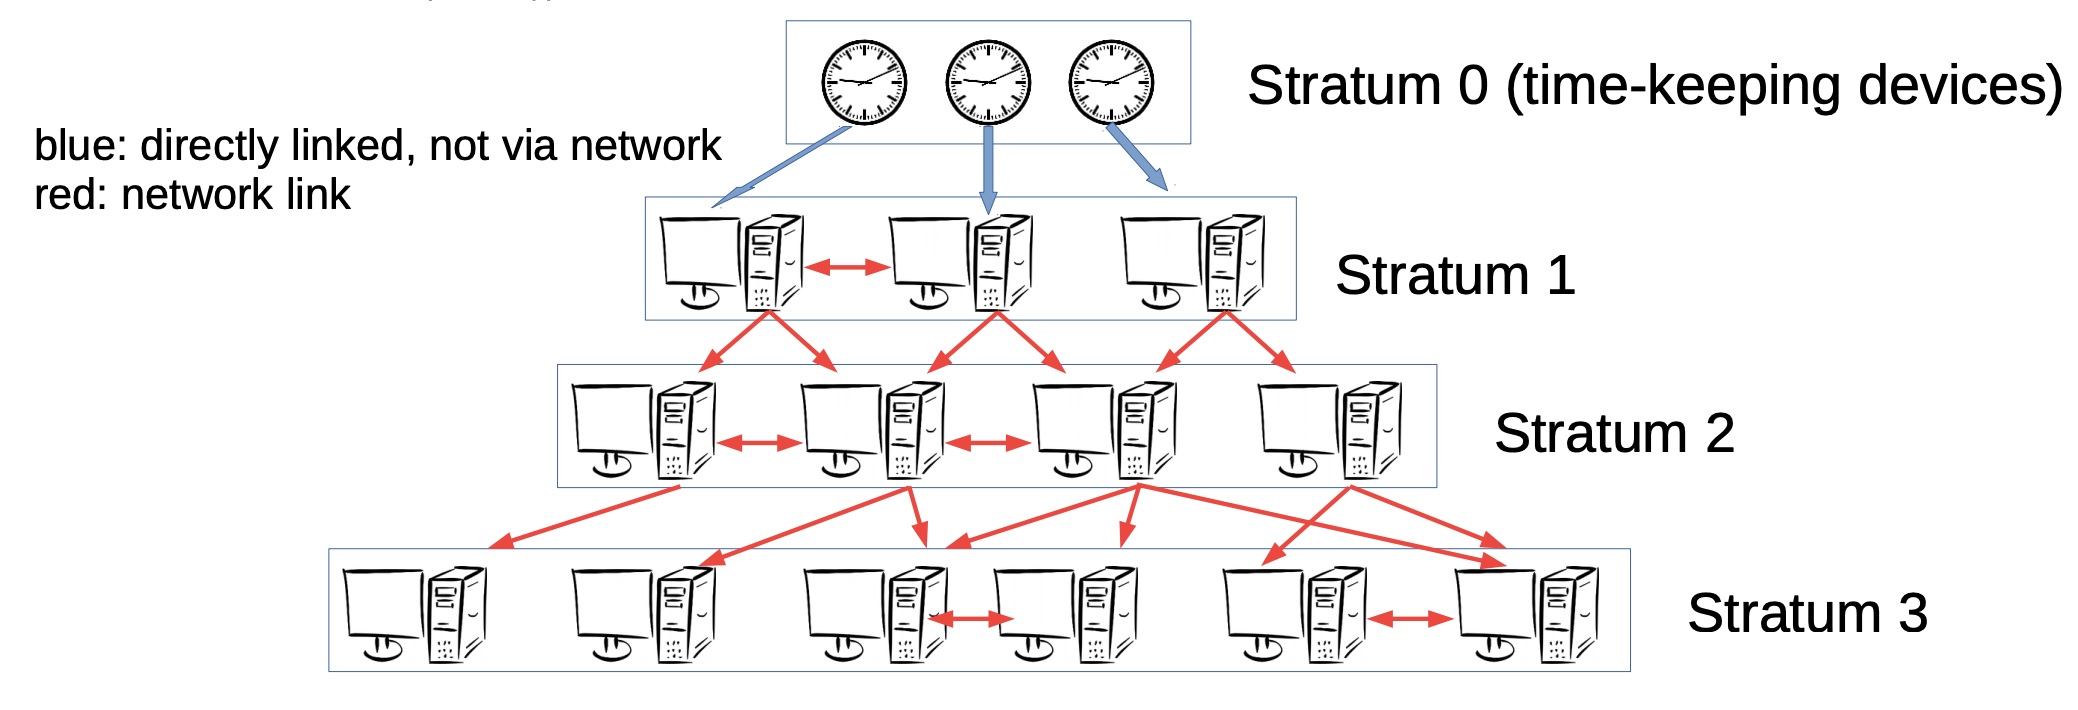 Stratum 0 (time-keeping devices)
blue: directly linked, not via network
red: network link
Stratum 1
Stratum 2
Stratum 3